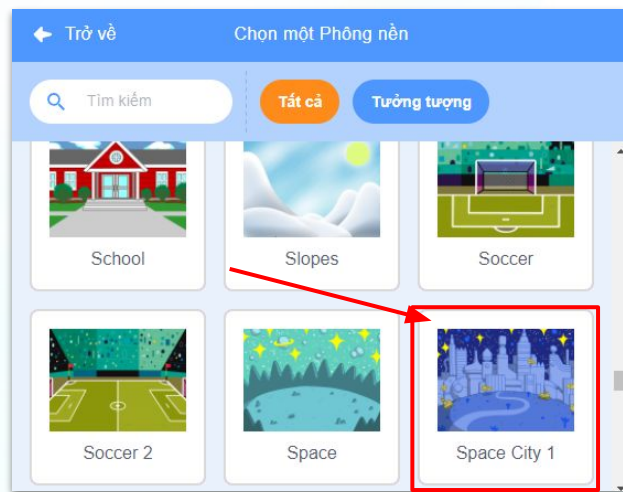 Trở về
Chọn một Phông nền
Tìm kiếm
Tất cả
Tưởng tượng
School
Slopes
Soccer
Soccer 2
Space
Space City 1